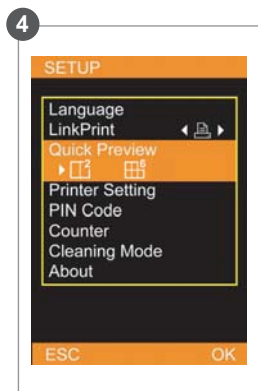 4
SETUP
Language
LinkPrint
Quick Preview
2 6
Printer Setting
PIN Code
Counter
Cleaning Mode
About
ESC OK